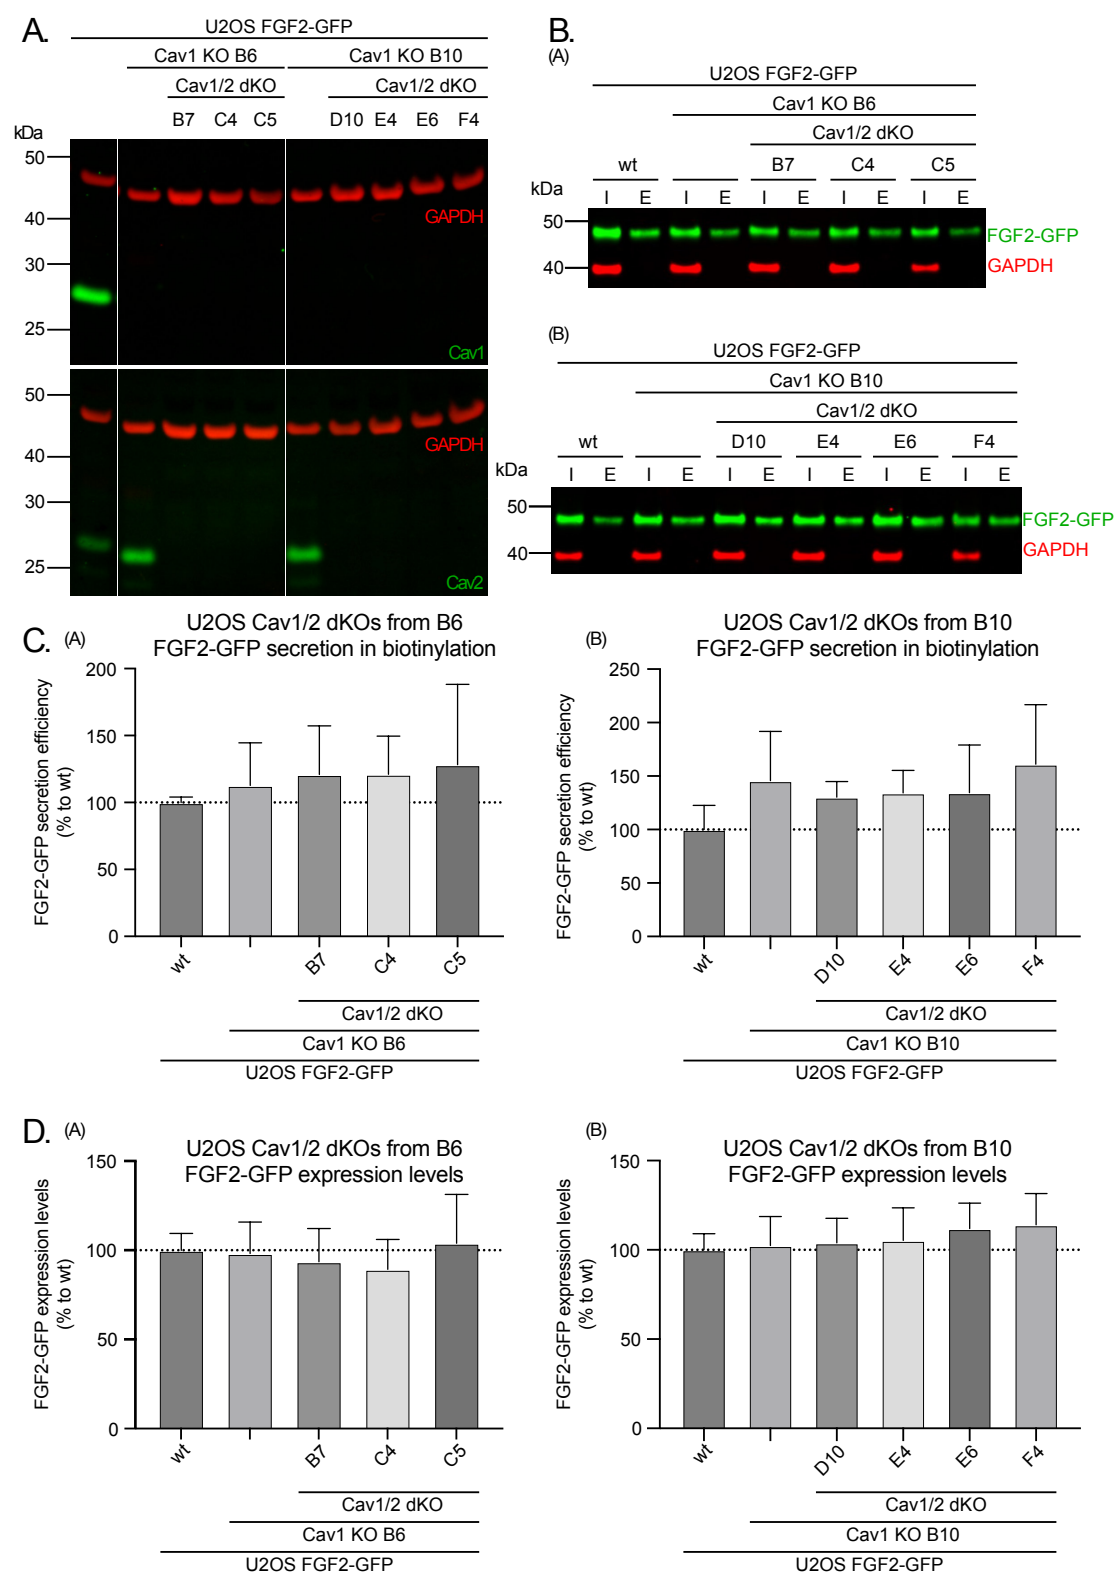 A.
U2OS FGF2-GFP
Cav1 KO B6 Cav1 KO B10
Cav1/2 dKO Cav1/2 dKO
B7 C4 C5 D10 E4 E6 F4
kDa
50
40
30
25
GAPDH
Cav1
50
40
30
25
GAPDH
Cav2
B.
(A)
U2OS FGF2-GFP
Cav1 KO B6
Cav1/2 dKO
wt B7 C4 C5
kDa I E I E I E I E I E
50
40
FGF2-GFP
GAPDH
(B)
U2OS FGF2-GFP
Cav1 KO B10
Cav1/2 dKO
wt D10 E4 E6 F4
kDa I E I E I E I E I E I E
50
40
FGF2-GFP
GAPDH
C.
(A)
U2OS Cav1/2 dKOs from B6
FGF2-GFP secretion in biotinylation
FGF2-GFP secretion efficiency
(% to wt)
200
150
100
50
0
wt - B7 C4 C5
Cav1/2 dKO
Cav1 KO B6
U2OS FGF2-GFP
(B)
U2OS Cav1/2 dKOs from B10
FGF2-GFP secretion in biotinylation
FGF2-GFP secretion efficiency
(% to wt)
250
200
150
100
50
0
wt - D10 E4 E6 F4
Cav1/2 dKO
Cav1 KO B10
U2OS FGF2-GFP
D.
(A)
U2OS Cav1/2 dKOs from B6
FGF2-GFP expression levels
FGF2-GFP expression levels
(% to wt)
150
100
50
0
wt - B7 C4 C5
Cav1/2 dKO
Cav1 KO B6
U2OS FGF2-GFP
(B)
U2OS Cav1/2 dKOs from B10
FGF2-GFP expression levels
FGF2-GFP expression levels
(% to wt)
150
100
50
0
wt - D10 E4 E6 F4
Cav1/2 dKO
Cav1 KO B10
U2OS FGF2-GFP